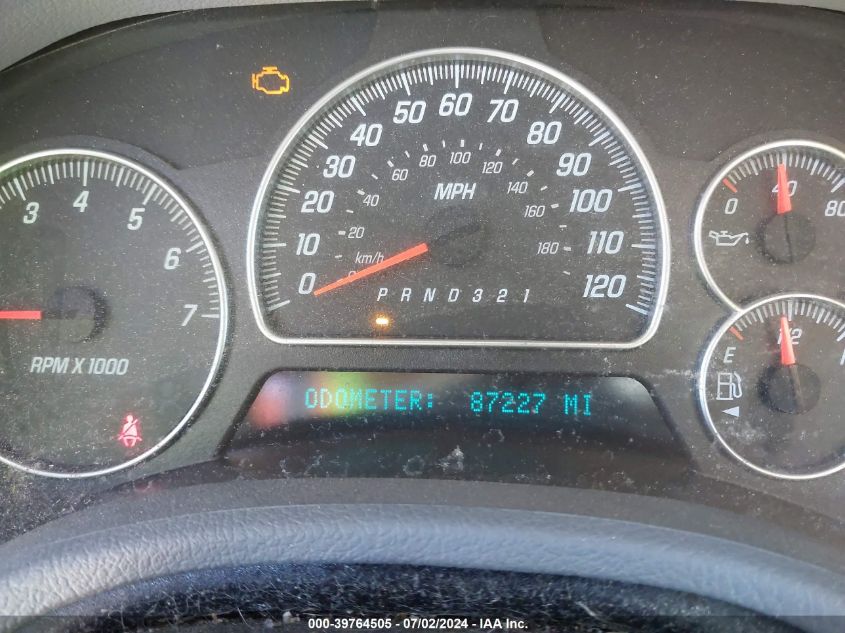 3 4 5 6 7
RPM X 1000
0 10 20 30 40 50 60 70 80 90 100 110 120
20 40 60 80 100 120 140 160 180
MPH
km/h
P R N D 3 2 1
ODOMETER: 87227 MI
0 40 80
E 1/2
000-39764505 - 07/02/2024 - IAA Inc.